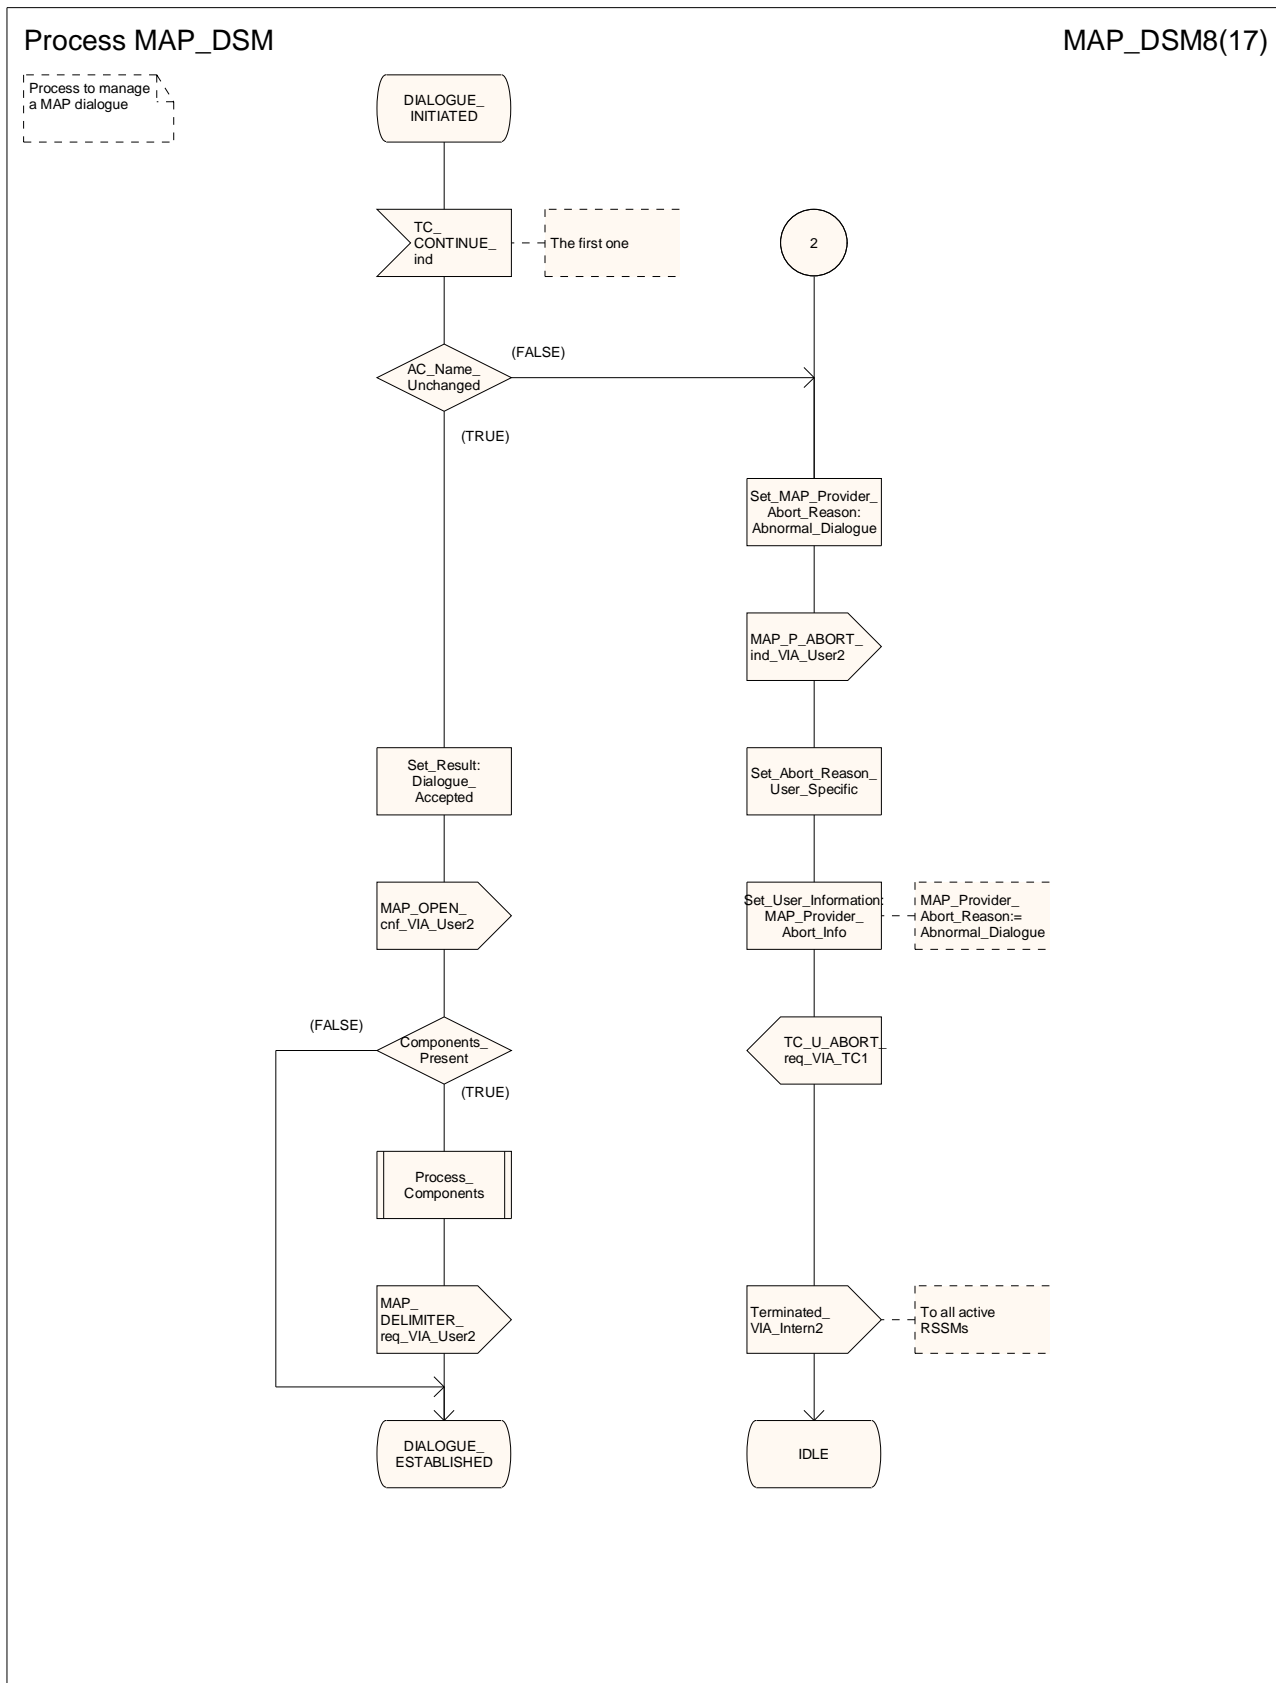 Process MAP_DSM
MAP_DSM8(17)
Process to manage
a MAP dialogue
DIALOGUE_
INITIATED
TC_
CONTINUE_
ind
The first one
2
AC_Name_
Unchanged
(FALSE)
(TRUE)
Set_MAP_Provider_
Abort_Reason:
Abnormal_Dialogue
MAP_P_ABORT_
ind_VIA_User2
Set_Result:
Dialogue_
Accepted
Set_Abort_Reason_
User_Specific
MAP_OPEN_
cnf_VIA_User2
Set_User_Information:
MAP_Provider_
Abort_Info
MAP_Provider_
Abort_Reason:=
Abnormal_Dialogue
(FALSE)
Components_
Present
(TRUE)
TC_U_ABORT_
req_VIA_TC1
Process_
Components
MAP_
DELIMITER_
req_VIA_User2
Terminated_
VIA_Intern2
To all active
RSSMs
DIALOGUE_
ESTABLISHED
IDLE